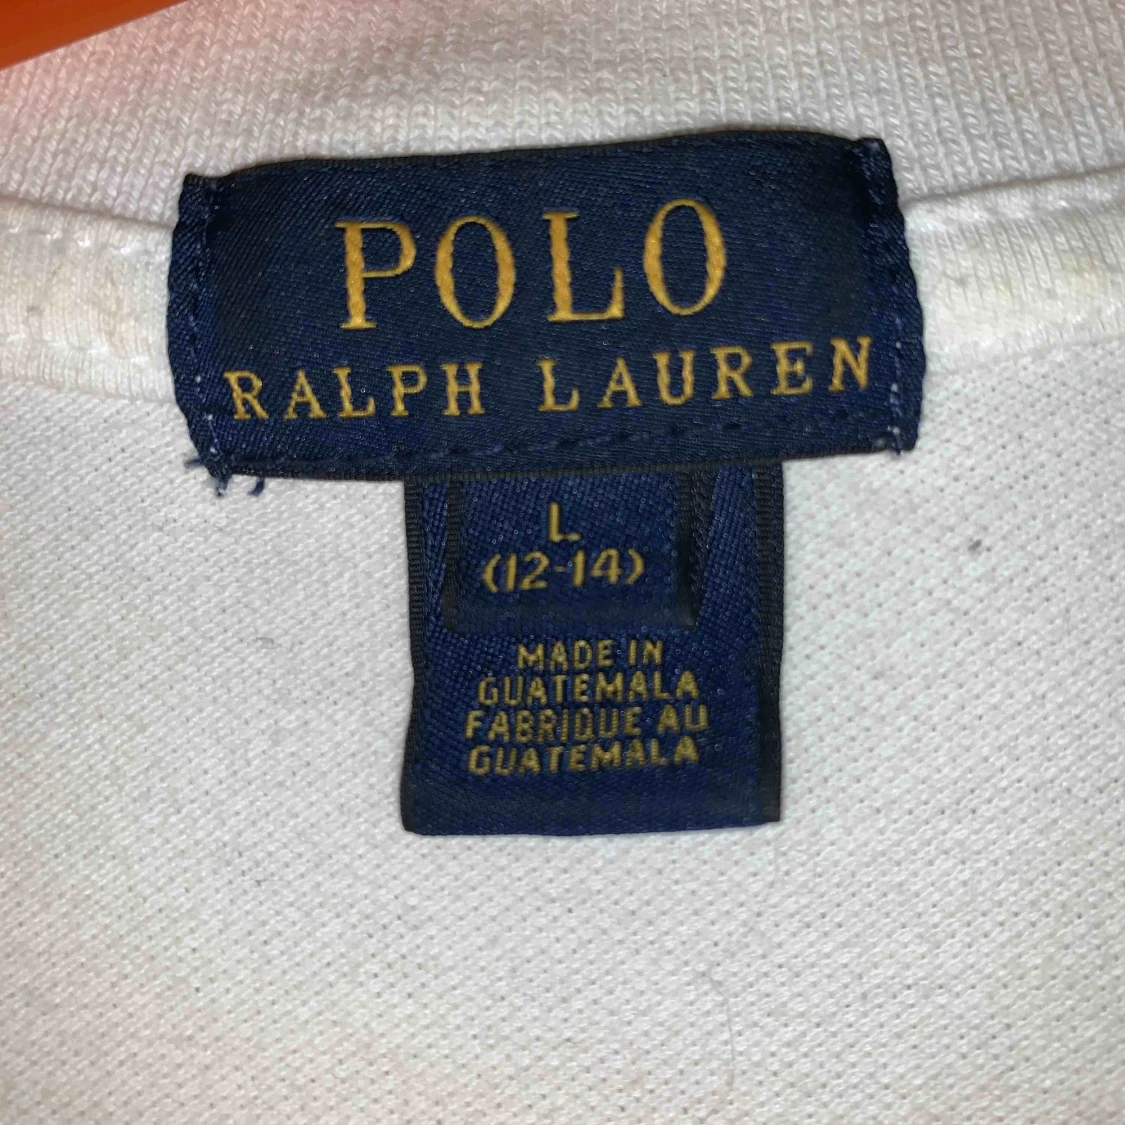 POLO
RALPH LAUREN
L
(12-14)
MADE IN
GUATEMALA
FABRIQUE AU
GUATEMALA